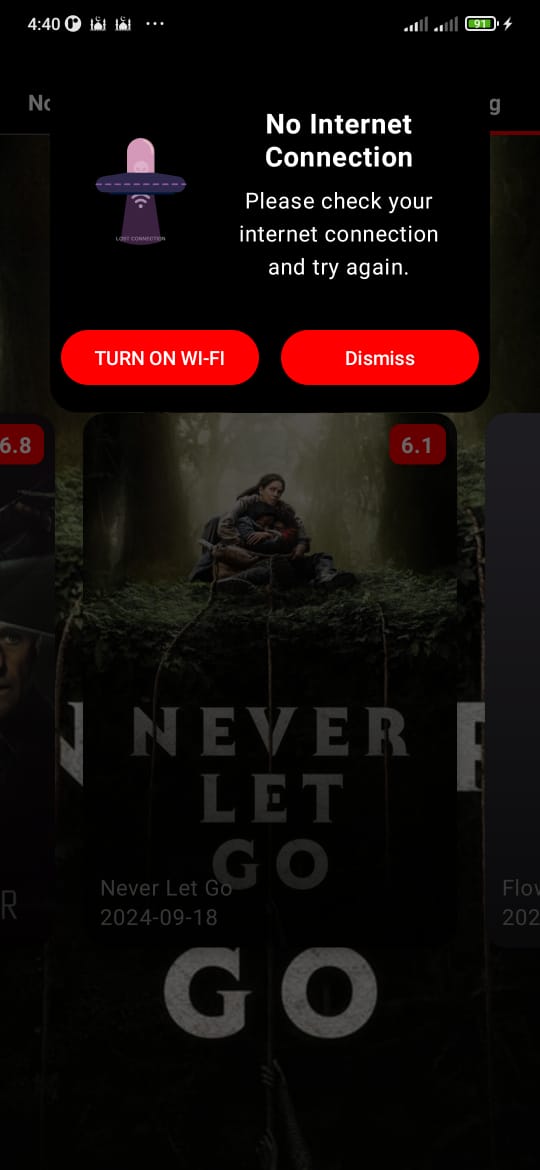 4:40
91
No
g
No Internet
Connection
Please check your
internet connection
and try again.
LOST CONNECTION
TURN ON WI-FI
Dismiss
6.8
6.1
NEVER
LET
GO
Never Let Go
2024-09-18
R
Flov
202
GO